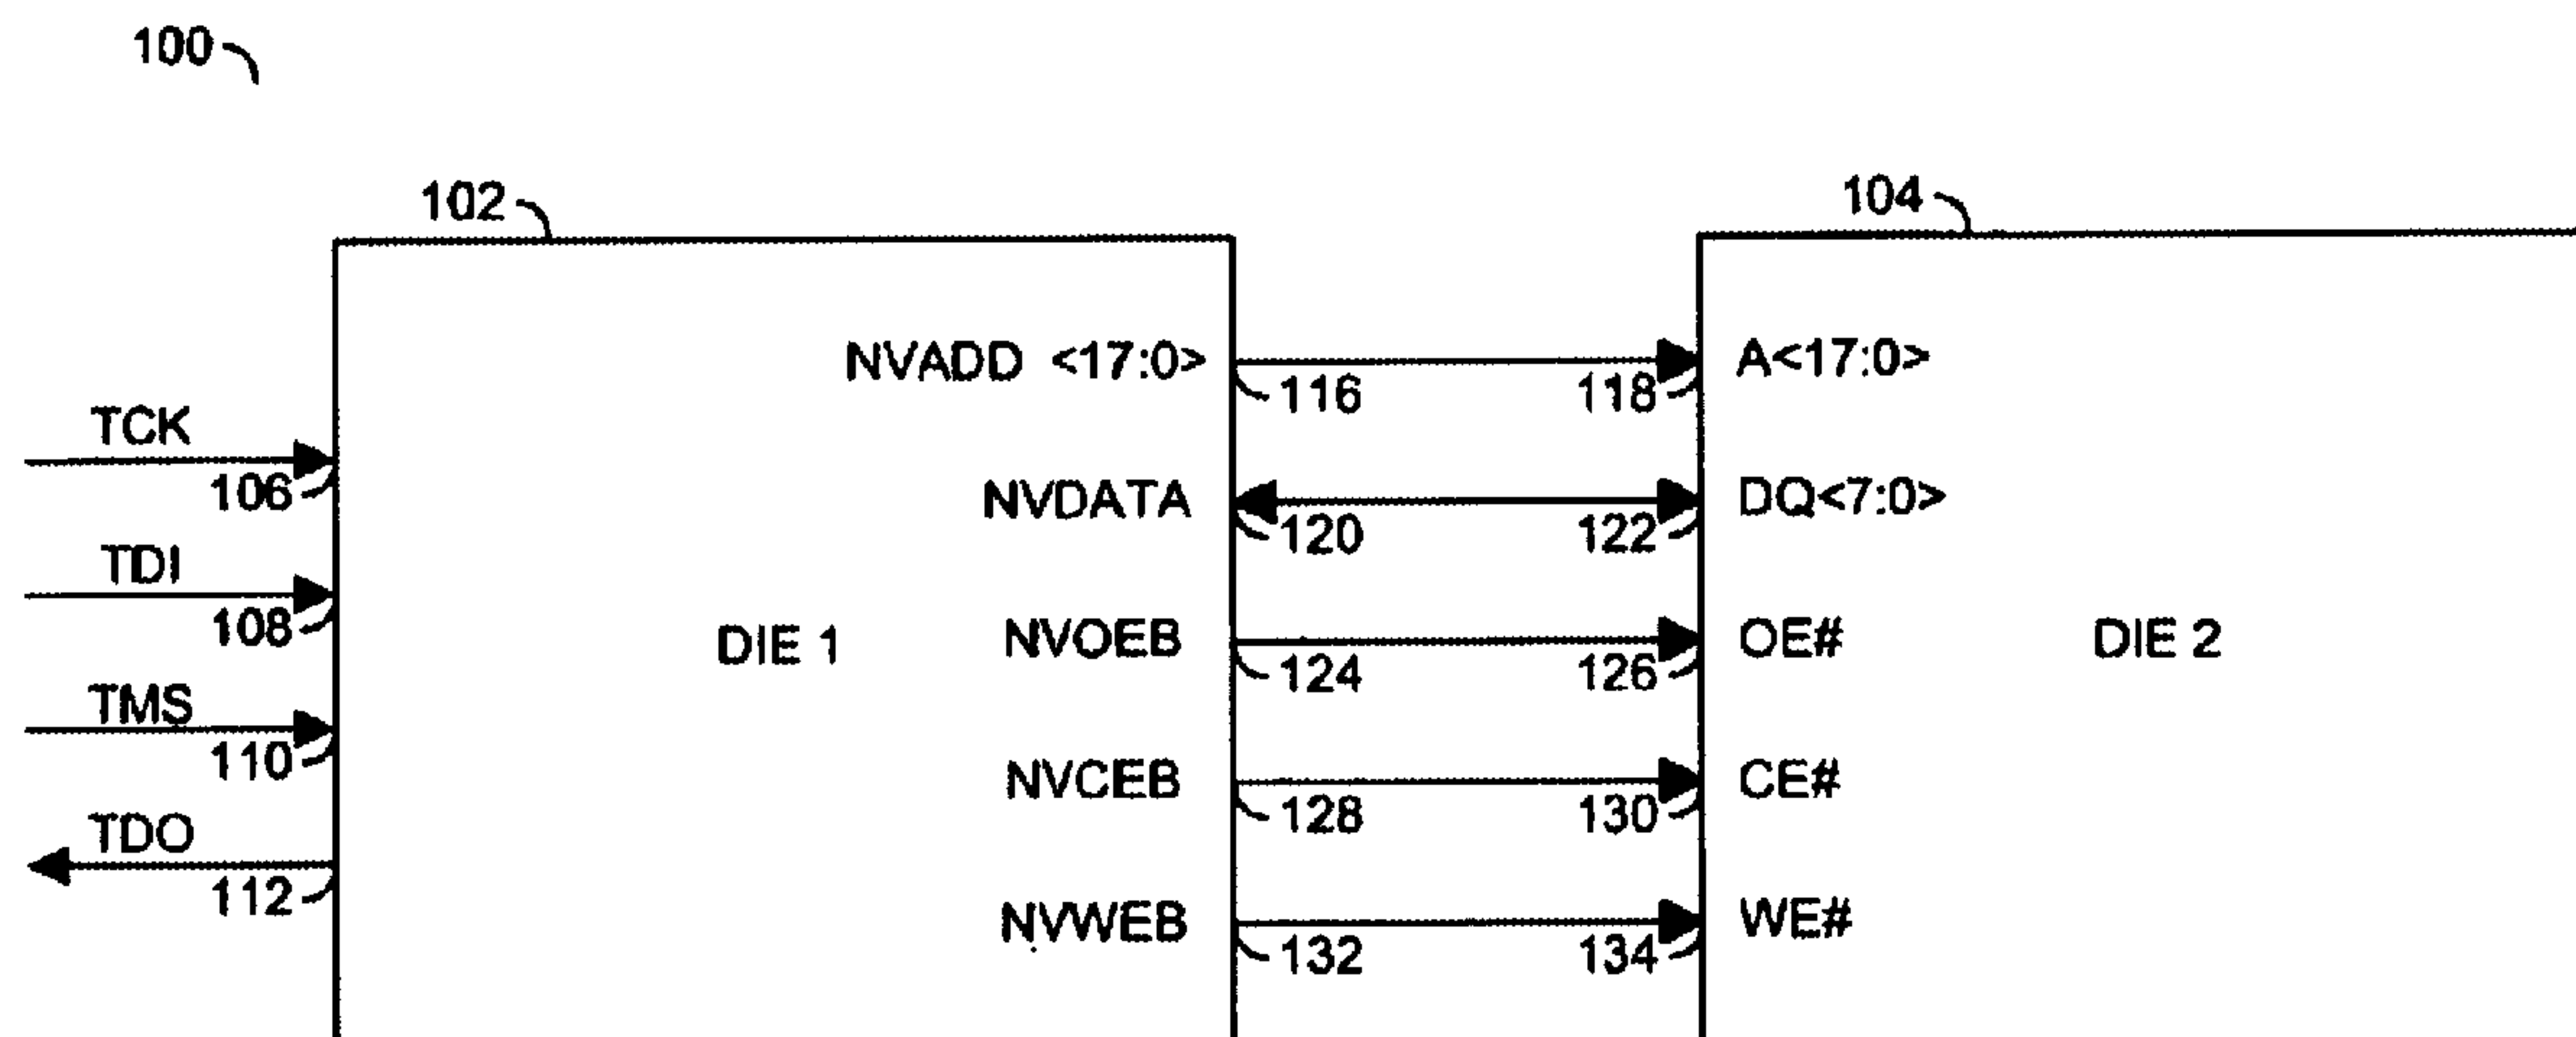 100
102
104
NVADD <17:0>
116
118
A<17:0>
TCK
106
NVDATA
120
122
DQ<7:0>
TDI
108
DIE 1
NVOEB
124
126
OE#
DIE 2
TMS
110
NVCEB
128
130
CE#
TDO
112
NVWEB
132
134
WE#